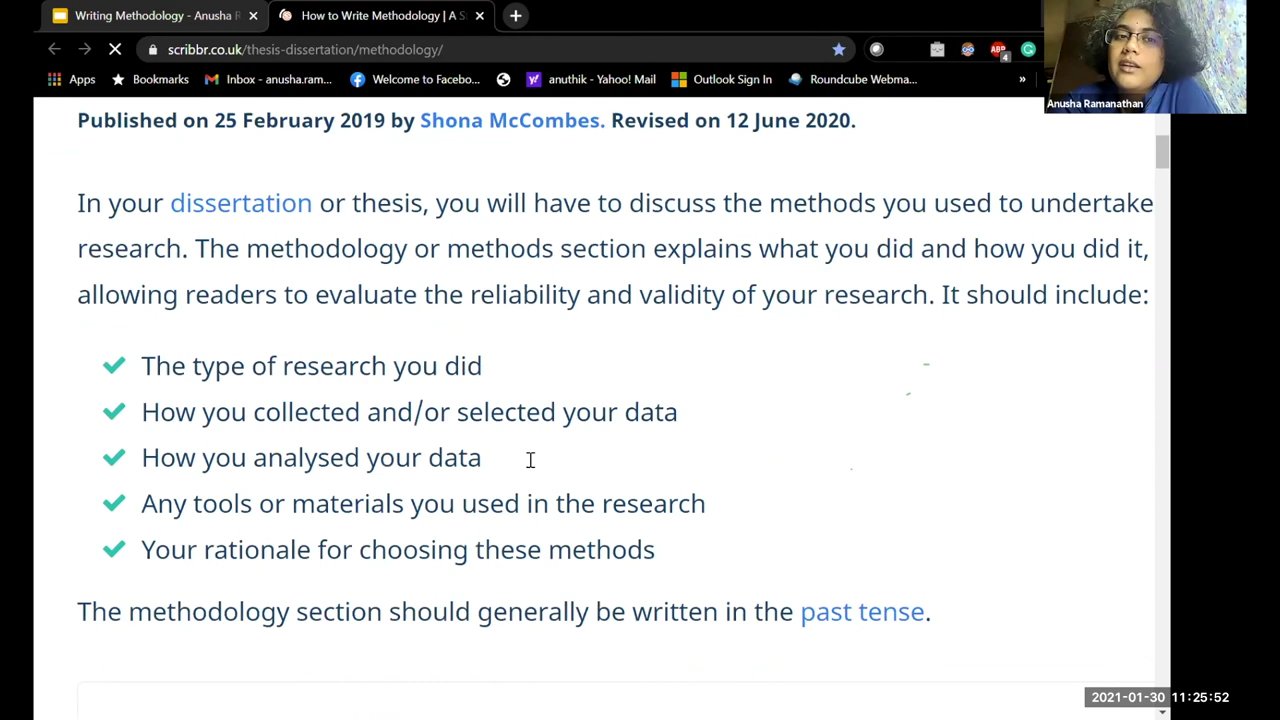 Writing Methodology - Anusha R
How to Write Methodology | A S
scribbr.co.uk/thesis-dissertation/methodology/
ABP
4
Apps
Bookmarks
Inbox - anusha.ram...
Welcome to Facebo...
anuthik - Yahoo! Mail
Outlook Sign In
Roundcube Webma...
»
Anusha Ramanathan
Published on 25 February 2019 by Shona McCombes. Revised on 12 June 2020.
In your dissertation or thesis, you will have to discuss the methods you used to undertake
research. The methodology or methods section explains what you did and how you did it,
allowing readers to evaluate the reliability and validity of your research. It should include:
The type of research you did
How you collected and/or selected your data
How you analysed your data
Any tools or materials you used in the research
Your rationale for choosing these methods
The methodology section should generally be written in the past tense.
2021-01-30 11:25:52